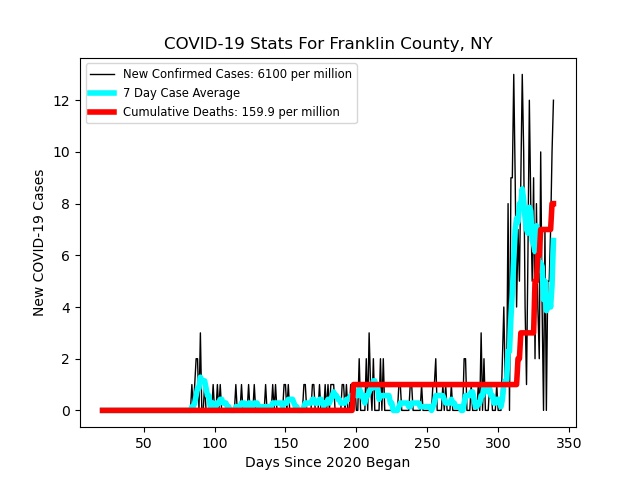 COVID-19 Stats For Franklin County, NY
New Confirmed Cases: 6100 per million
7 Day Case Average
Cumulative Deaths: 159.9 per million
New COVID-19 Cases
12
10
8
6
4
2
0
50 100 150 200 250 300 350
Days Since 2020 Began